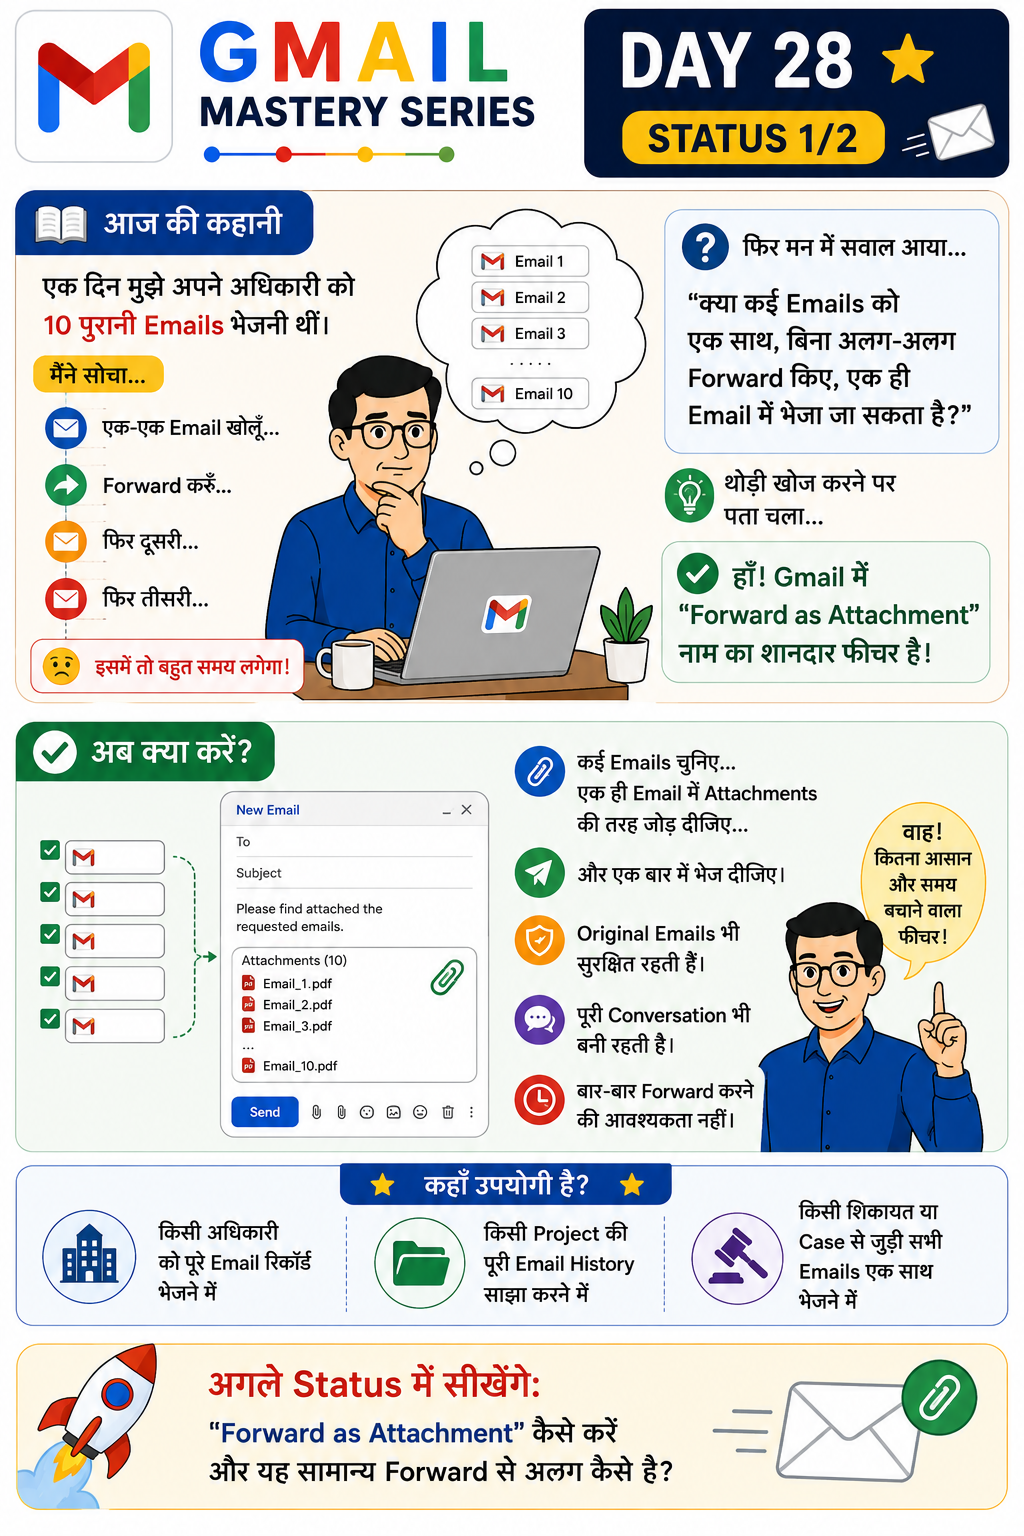 GMAIL
MASTERY SERIES
DAY 28
STATUS 1/2
आज की कहानी
एक दिन मुझे अपने अधिकारी को
10 पुरानी Emails भेजनी थीं।
मैंने सोचा...
एक-एक Email खोलूँ...
Forward करूँ...
फिर दूसरी...
फिर तीसरी...
इसमें तो बहुत समय लगेगा!
Email 1
Email 2
Email 3
.....
Email 10
?
फिर मन में सवाल आया...
“क्या कई Emails को
एक साथ, बिना अलग-अलग
Forward किए, एक ही
Email में भेजा जा सकता है?”
थोड़ी खोज करने पर
पता चला...
हाँ! Gmail में
“Forward as Attachment”
नाम का शानदार फीचर है!
अब क्या करें?
New Email
To
Subject
Please find attached the
requested emails.
Attachments (10)
Email_1.pdf
Email_2.pdf
Email_3.pdf
...
Email_10.pdf
Send
कई Emails चुनिए...
एक ही Email में Attachments
की तरह जोड़ दीजिए...
और एक बार में भेज दीजिए।
Original Emails भी
सुरक्षित रहती हैं।
पूरी Conversation भी
बनी रहती है।
बार-बार Forward करने
की आवश्यकता नहीं।
वाह!
कितना आसान
और समय
बचाने वाला
फीचर!
कहाँ उपयोगी है?
किसी अधिकारी
को पूरे Email रिकॉर्ड
भेजने में
किसी Project की
पूरी Email History
साझा करने में
किसी शिकायत या
Case से जुड़ी सभी
Emails एक साथ
भेजने में
अगले Status में सीखेंगे:
“Forward as Attachment” कैसे करें
और यह सामान्य Forward से अलग कैसे है?